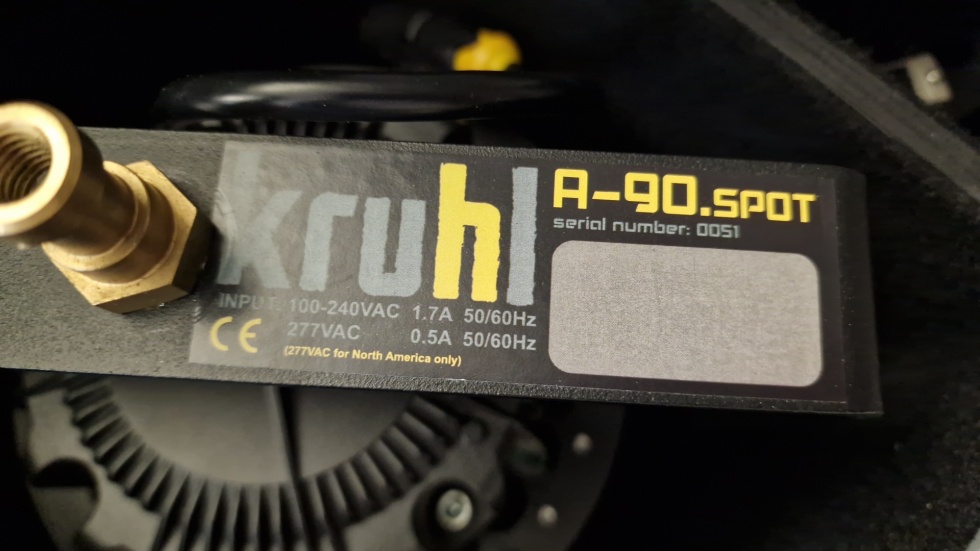 kruhl
A-90.SPOT
serial number: 0051
INPUT: 100-240VAC 1.7A 50/60Hz
277VAC 0.5A 50/60Hz
CE
(277VAC for North America only)